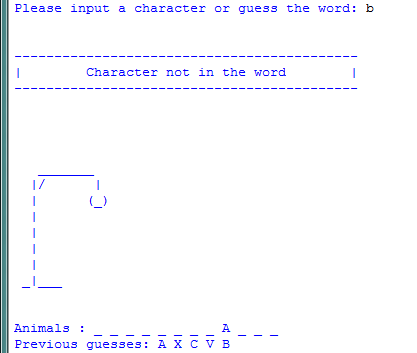 Please input a character or guess the word: b
Character not in the word
Animals : _ _ _ _ _ _ _ _ A _ _ _
Previous guesses: A X C V B